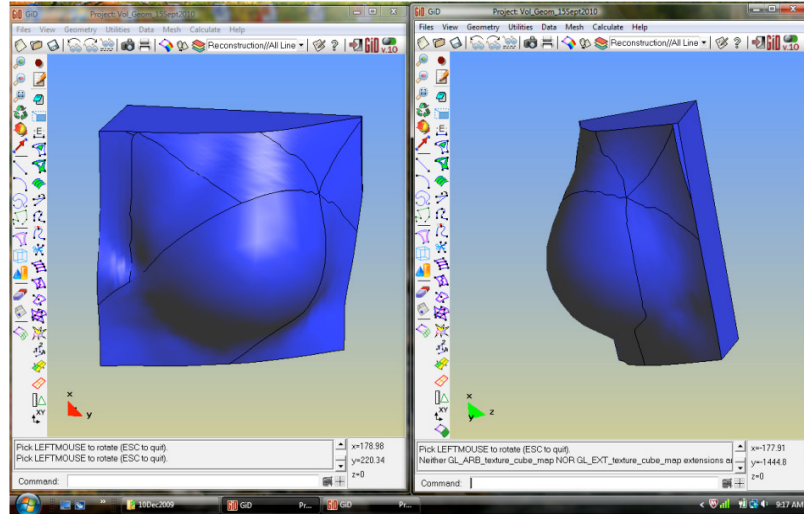 GiD Project: Vol_Geom_15Sept2010
Files View Geometry Utilities Data Mesh Calculate Help
Reconstruction//All Line
GiD v.10
x
y
Pick LEFTMOUSE to rotate (ESC to quit).
Pick LEFTMOUSE to rotate (ESC to quit).
x=178.98
y=220.34
z=0
Command:
GiD Project: Vol_Geom_15Sept2010
Files View Geometry Utilities Data Mesh Calculate Help
Reconstruction//All Line
GiD v.10
x
z
y
Pick LEFTMOUSE to rotate (ESC to quit).
Neither GL_ARB_texture_cube_map NOR GL_EXT_texture_cube_map extensions a
x=-177.91
y=-1444.8
z=0
Command:
10Dec2009
GiD Pr...
GiD Pr...
9:17 AM